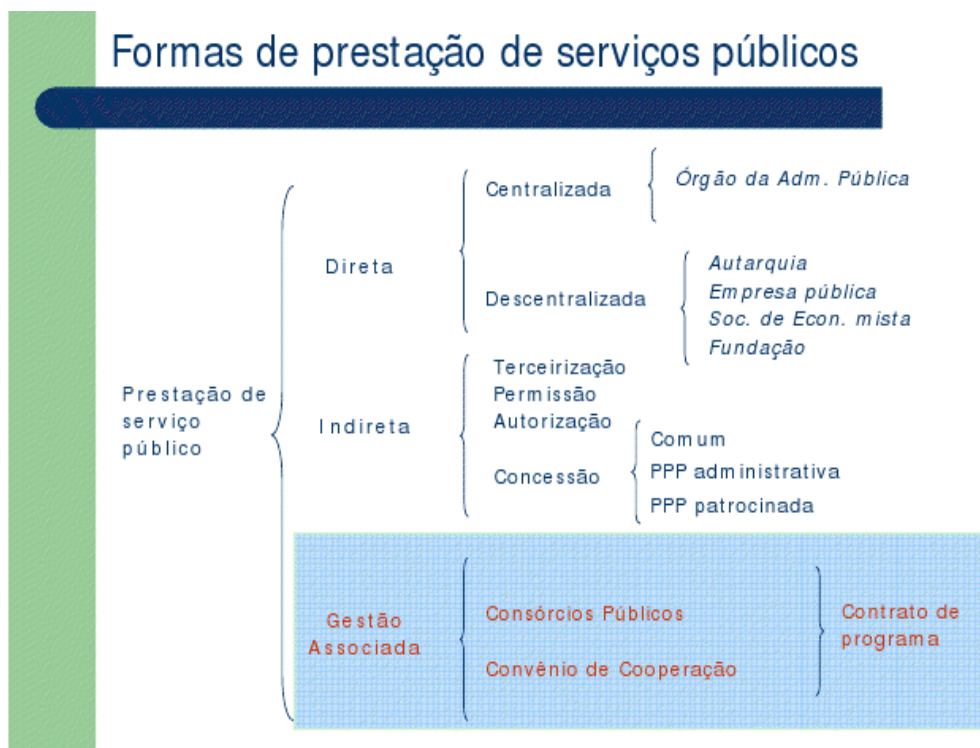 Formas de prestação de serviços públicos
Centralizada
Órgão da Adm. Pública
Direta
Descentralizada
Autarquia
Empresa pública
Soc. de Econ. mista
Fundação
Prestação de
serviço
público
Indireta
Terceirização
Permissão
Autorização
Concessão
Comum
PPP administrativa
PPP patrocinada
Gestão
Associada
Consórcios Públicos
Convênio de Cooperação
Contrato de
programa